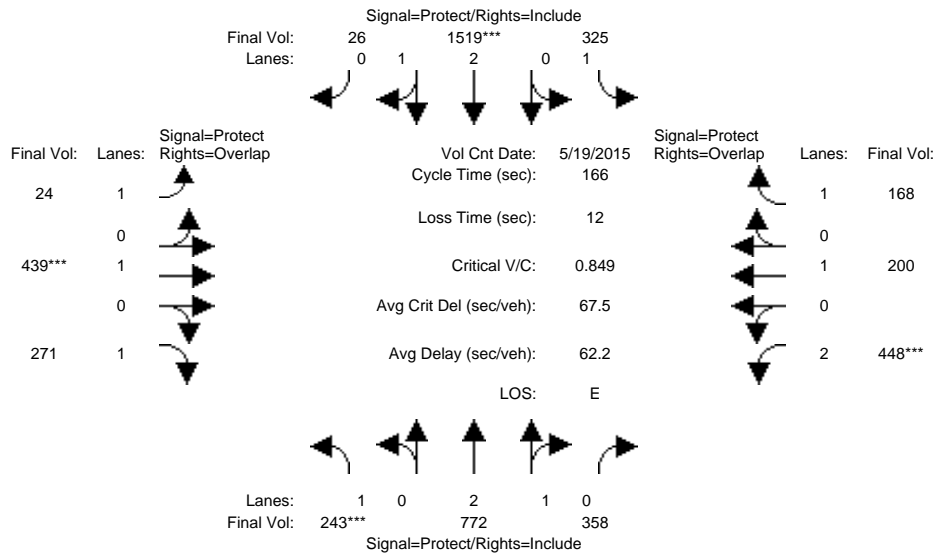 Signal=Protect/Rights=Include
Final Vol: 26 1519*** 325
Lanes: 0 1 2 0 1
Signal=Protect Signal=Protect
Final Vol: Lanes: Rights=Overlap Vol Cnt Date: 5/19/2015 Rights=Overlap Lanes: Final Vol:
Cycle Time (sec): 166
24 1 1 168
Loss Time (sec): 12
0 0
439*** 1 Critical V/C: 0.849 1 200
0 Avg Crit Del (sec/veh): 67.5 0
271 1 Avg Delay (sec/veh): 62.2 2 448***
LOS: E
Lanes: 1 0 2 1 0
Final Vol: 243*** 772 358
Signal=Protect/Rights=Include